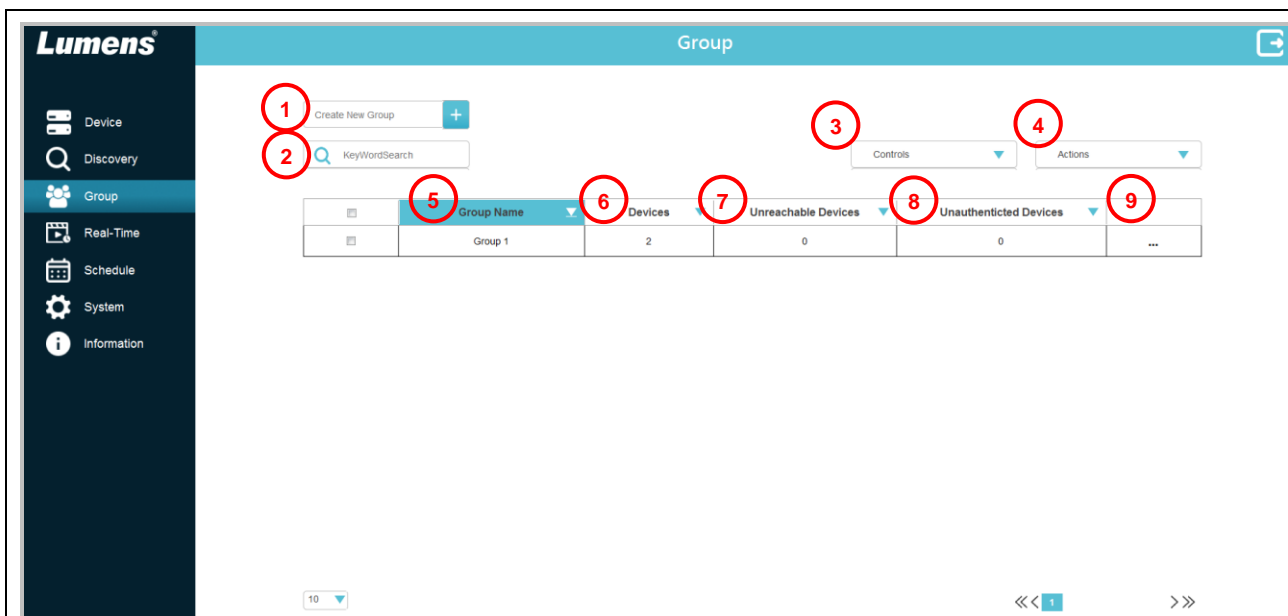 Lumens®
Group
Device
Discovery
Group
Real-Time
Schedule
System
Information
1
Create New Group +
2
KeyWordSearch
3
Controls
4
Actions
5 Group Name
6 Devices
7 Unreachable Devices
8 Unauthenticted Devices
9
Group 1 2 0 0 ...
10
1